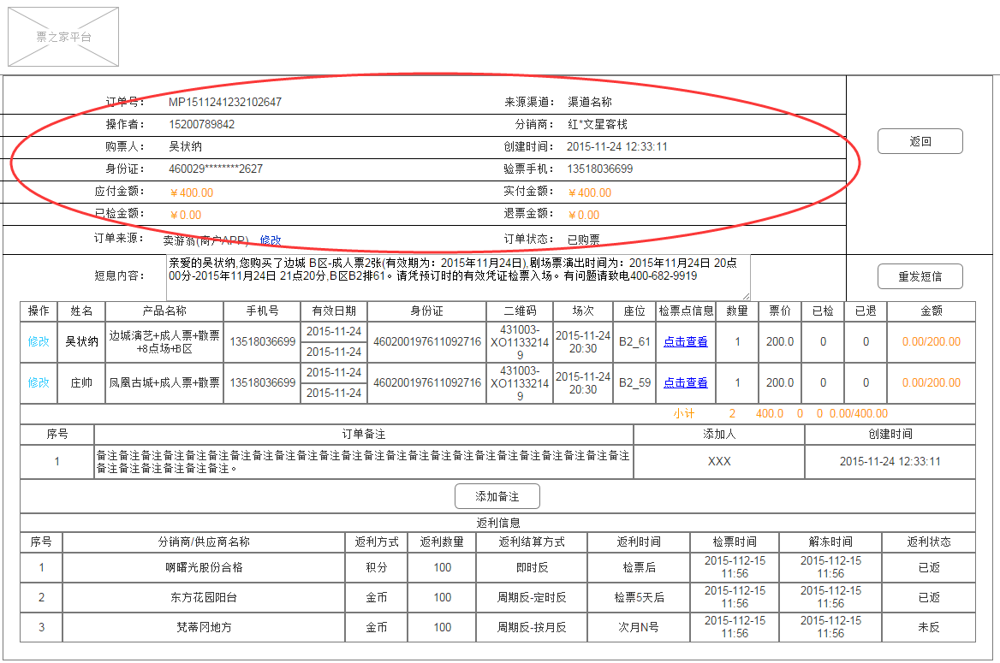 票之家平台
订单号： MP1511241232102647 来源渠道： 渠道名称
操作者： 15200789842 分销商： 红*文星客栈
返回
购票人： 吴状纳 创建时间： 2015-11-24 12:33:11
身份证： 460029********2627 验票手机： 13518036699
应付金额： ￥400.00 实付金额： ￥400.00
已检金额： ￥0.00 退票金额： ￥0.00
订单来源： 卖游翁(商户APP) 修改 订单状态： 已购票
短息内容：
亲爱的吴状纳,您购买了边城 B区-成人票2张(有效期为：2015年11月24日),剧场票演出时间为：2015年11月24日 20点
00分-2015年11月24日 21点20分,B区B2排61。请凭预订时的有效凭证检票入场。有问题请致电400-682-9919
重发短信
操作 姓名 产品名称 手机号 有效日期 身份证 二维码 场次 座位 检票点信息 数量 票价 已检 已退 金额
修改 吴状纳 边城演艺+成人票+散票
+8点场+B区 13518036699 2015-11-24
2015-11-24 460200197611092716 431003-
XO1133214
9 2015-11-24
20:30 B2_61 点击查看 1 200.0 0 0 0.00/200.00
修改 庄帅 凤凰古城+成人票+散票 13518036699 2015-11-24
2015-11-24 460200197611092716 431003-
XO1133214
9 2015-11-24
20:30 B2_59 点击查看 1 200.0 0 0 0.00/200.00
小计 2 400.0 0 0 0.00/400.00
序号 订单备注 添加人 创建时间
1 备注备注备注备注备注备注备注备注备注备注备注备注备注备注备注备注备注备注备注备注备注备注备注备注
备注备注备注备注备注备注。 XXX 2015-11-24 12:33:11
添加备注
返利信息
序号 分销商/供应商名称 返利方式 返利数量 返利结算方式 返利时间 检票时间 解冻时间 返利状态
1 啊曙光股份合格 积分 100 即时反 检票后 2015-112-15
11:56 2015-112-15
11:56 已返
2 东方花园阳台 金币 100 周期反-定时反 检票5天后 2015-112-15
11:56 2015-112-15
11:56 已返
3 梵蒂冈地方 金币 100 周期反-按月反 次月N号 2015-112-15
11:56 2015-112-15
11:56 未反